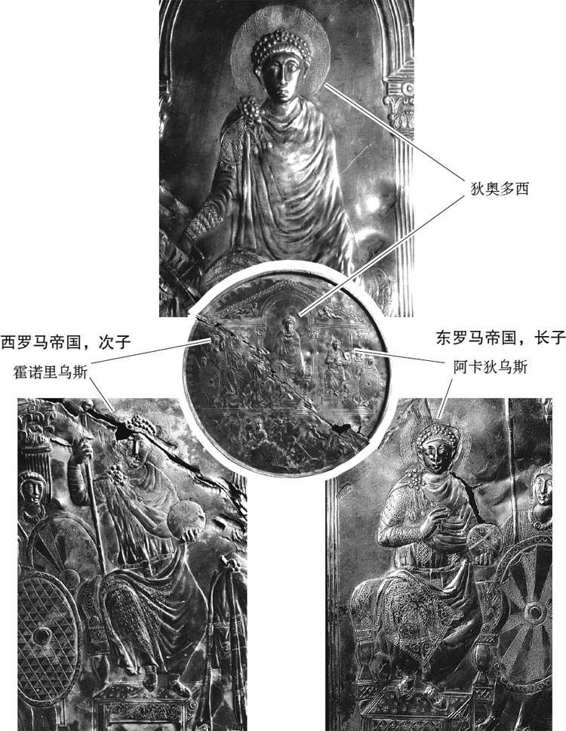 狄奥多西
西罗马帝国，次子
霍诺里乌斯
东罗马帝国，长子
阿卡狄乌斯